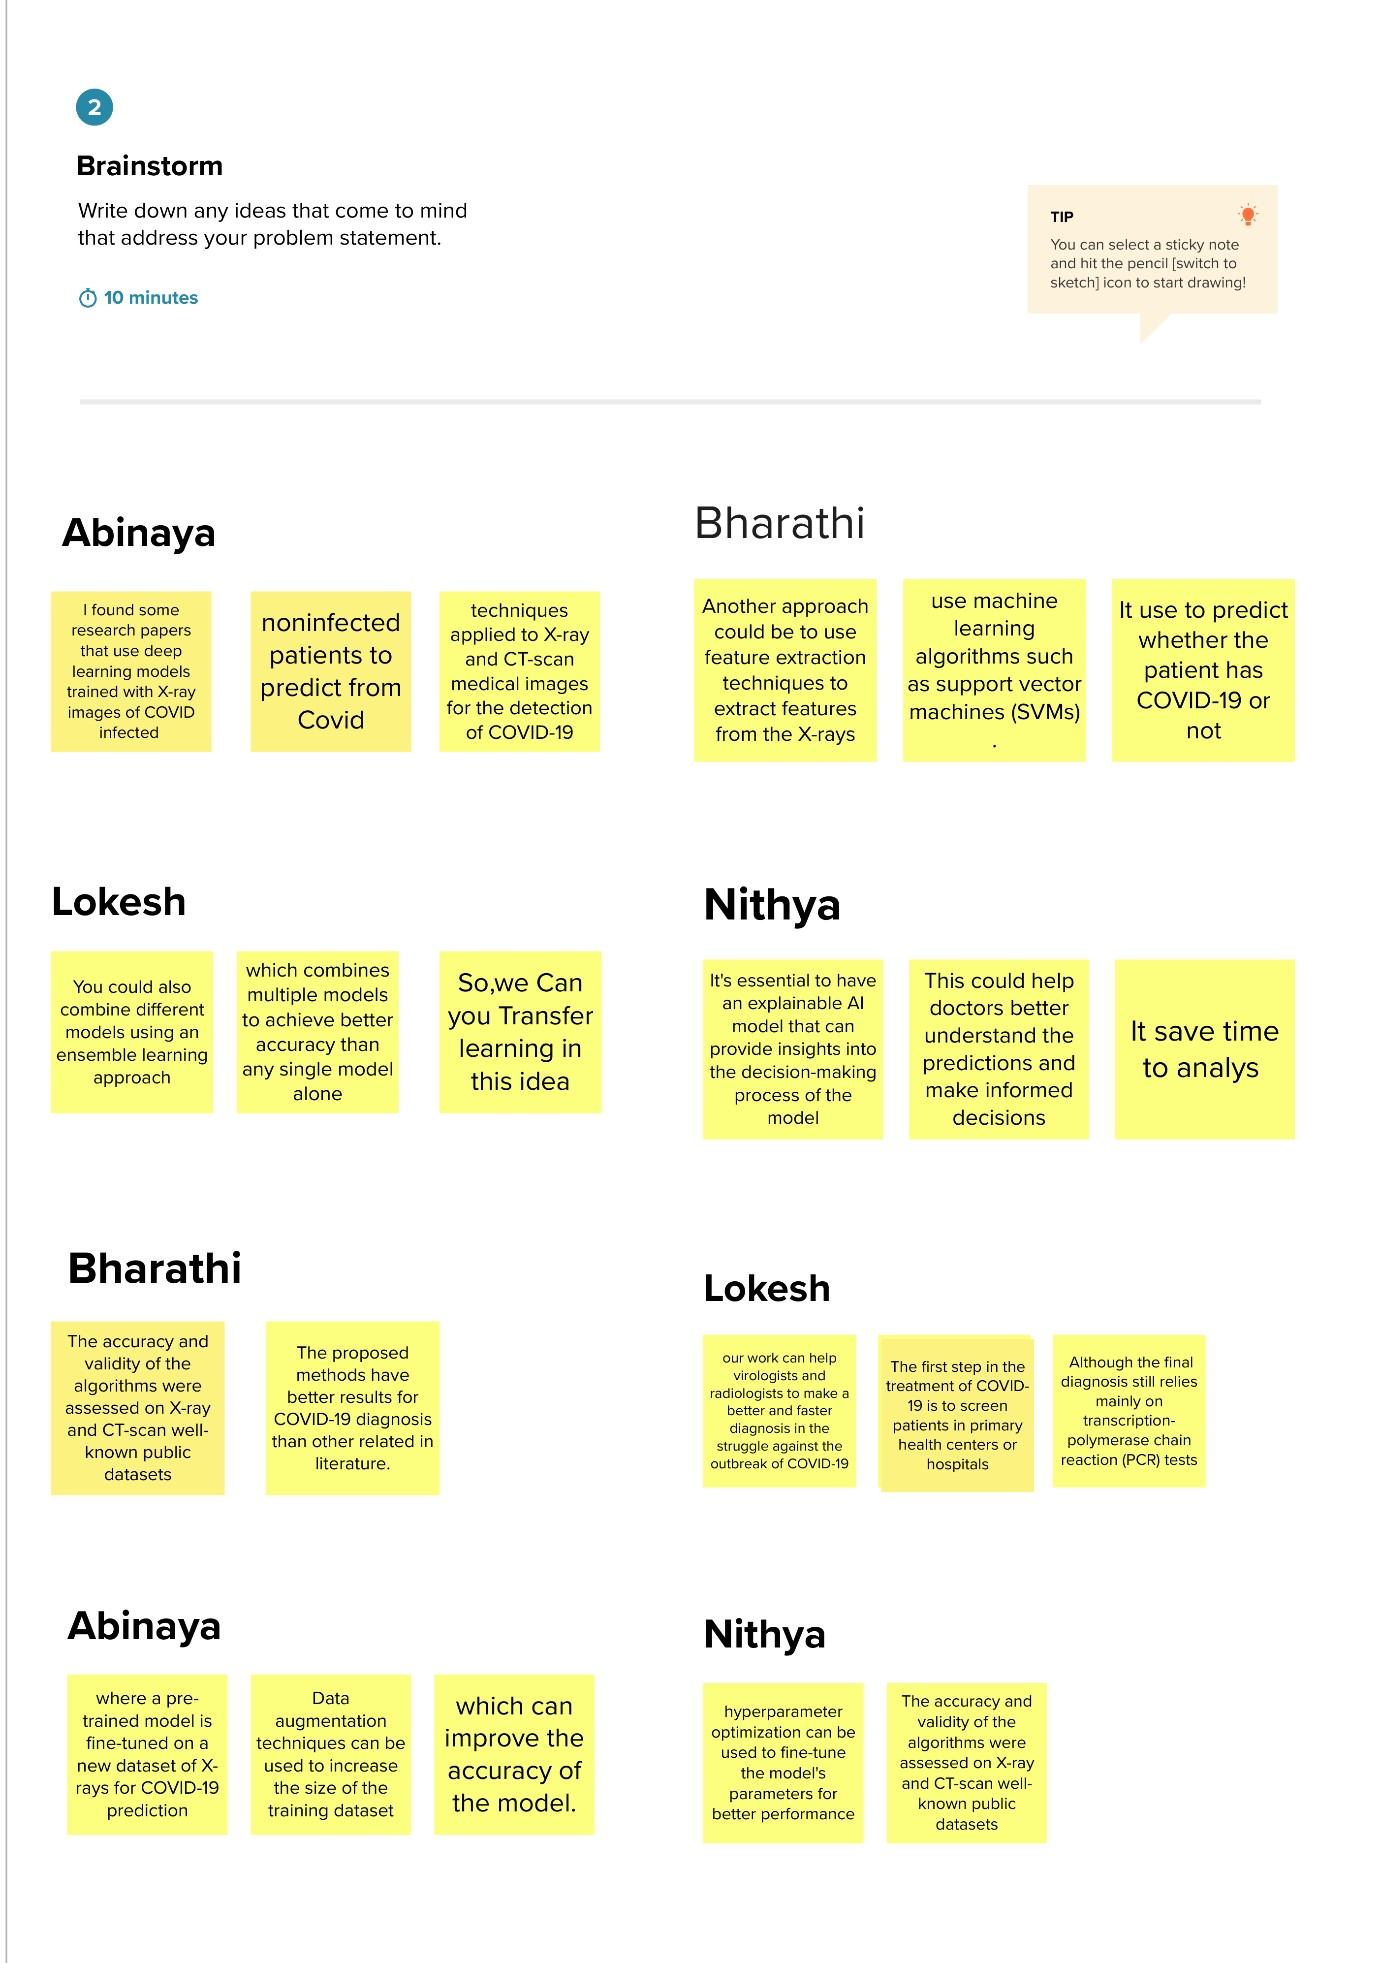 2
Brainstorm
Write down any ideas that come to mind
that address your problem statement.
10 minutes
TIP
You can select a sticky note
and hit the pencil [switch to
sketch] icon to start drawing!
Abinaya
I found some
research papers
that use deep
learning models
trained with X-ray
images of COVID
infected
noninfected
patients to
predict from
Covid
techniques
applied to X-ray
and CT-scan
medical images
for the detection
of COVID-19
Bharathi
Another approach
could be to use
feature extraction
techniques to
extract features
from the X-rays
use machine
learning
algorithms such
as support vector
machines (SVMs)
.
It use to predict
whether the
patient has
COVID-19 or
not
Lokesh
You could also
combine different
models using an
ensemble learning
approach
which combines
multiple models
to achieve better
accuracy than
any single model
alone
So,we Can
you Transfer
learning in
this idea
Nithya
It's essential to have
an explainable AI
model that can
provide insights into
the decision-making
process of the
model
This could help
doctors better
understand the
predictions and
make informed
decisions
It save time
to analys
Bharathi
The accuracy and
validity of the
algorithms were
assessed on X-ray
and CT-scan well-
known public
datasets
The proposed
methods have
better results for
COVID-19 diagnosis
than other related in
literature.
Lokesh
our work can help
virologists and
radiologists to make a
better and faster
diagnosis in the
struggle against the
outbreak of COVID-19
The first step in the
treatment of COVID-
19 is to screen
patients in primary
health centers or
hospitals
Although the final
diagnosis still relies
mainly on
transcription-
polymerase chain
reaction (PCR) tests
Abinaya
where a pre-
trained model is
fine-tuned on a
new dataset of X-
rays for COVID-19
prediction
Data
augmentation
techniques can be
used to increase
the size of the
training dataset
which can
improve the
accuracy of
the model.
Nithya
hyperparameter
optimization can be
used to fine-tune
the model's
parameters for
better performance
The accuracy and
validity of the
algorithms were
assessed on X-ray
and CT-scan well-
known public
datasets